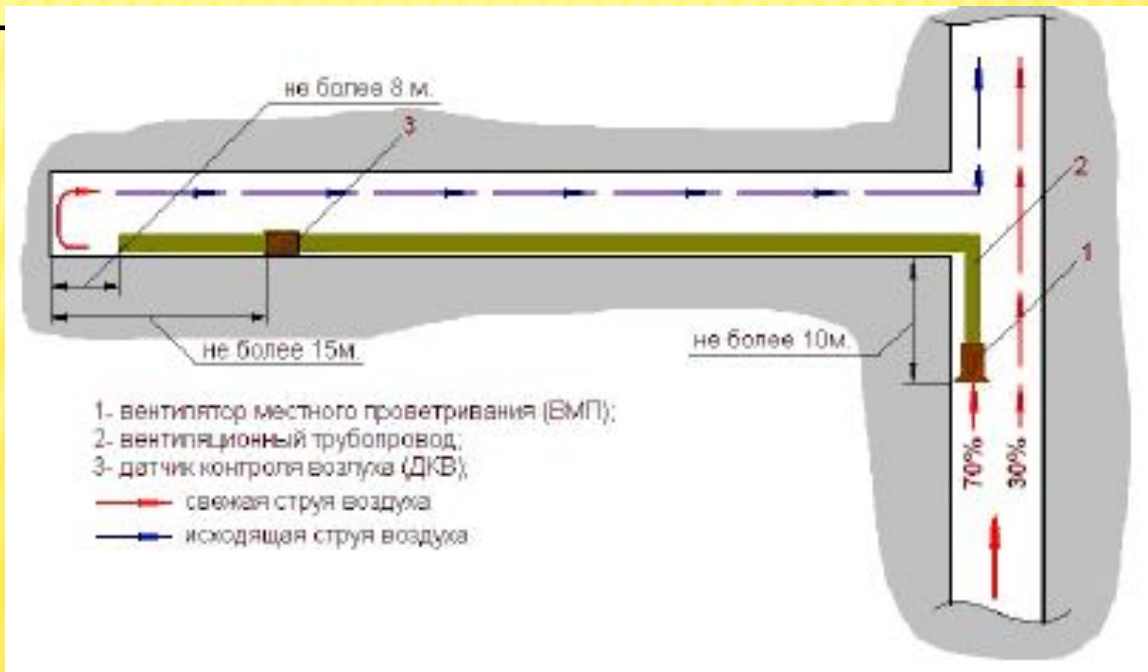 не более 8 м.
3
2
1
не более 15м.
не более 10м.
70%
30%
1- вентилятор местного проветривания (ВМП);
2- вентиляционный трубопровод;
3- датчик контроля возлуха (ДКВ);
свежая струя воздуха
исходящая струя воздуха